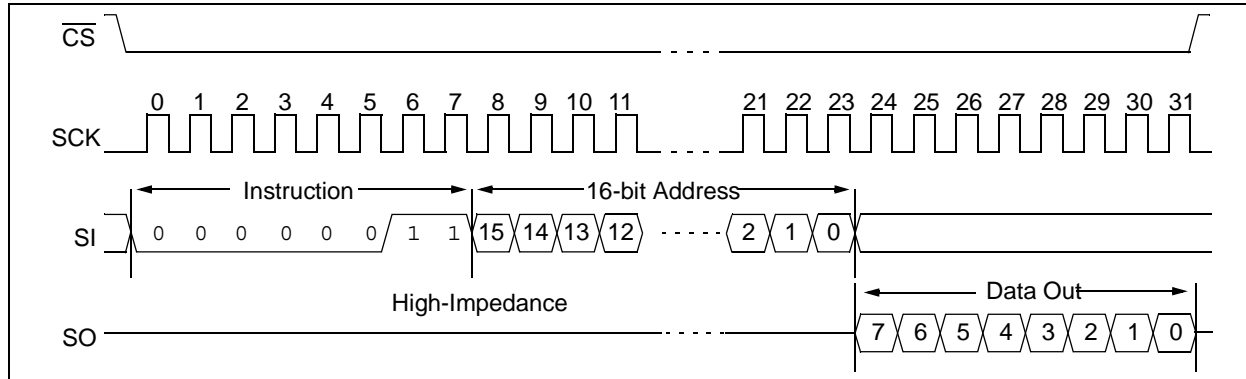 CS
0 1 2 3 4 5 6 7 8 9 10 11 21 22 23 24 25 26 27 28 29 30 31
SCK
Instruction 16-bit Address
SI 0 0 0 0 0 0 1 1 15 14 13 12 2 1 0
High-Impedance Data Out
SO 7 6 5 4 3 2 1 0